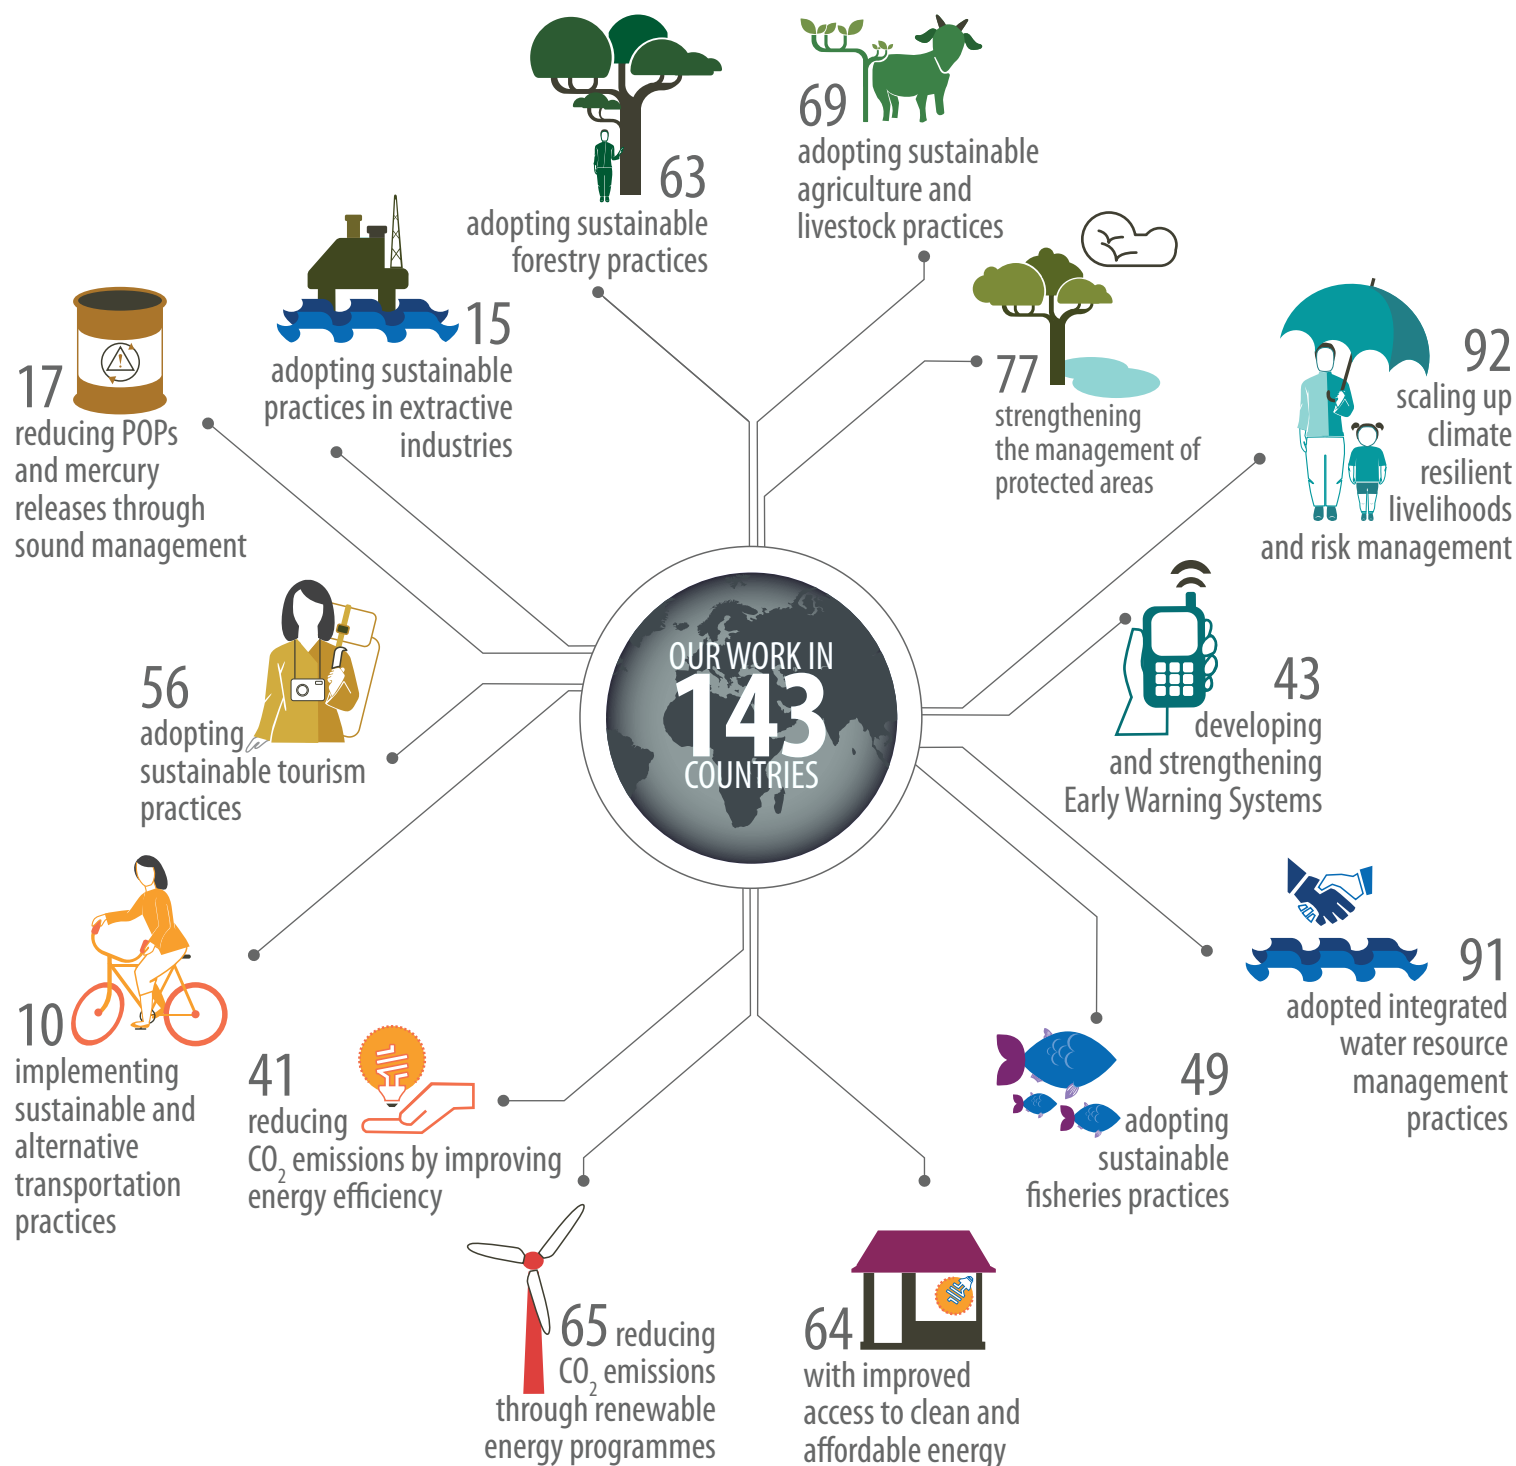 63
adopting sustainable
forestry practices
69
adopting sustainable
agriculture and
livestock practices
15
adopting sustainable
practices in extractive
industries
77
strengthening
the management of
protected areas
17
reducing POPs
and mercury
releases through
sound management
92
scaling up
climate
resilient
livelihoods
and risk management
OUR WORK IN
143
COUNTRIES
56
adopting
sustainable tourism
practices
43
developing
and strengthening
Early Warning Systems
10
implementing
sustainable and
alternative
transportation
practices
41
reducing
CO₂ emissions by improving
energy efficiency
49
adopting
sustainable
fisheries practices
91
adopted integrated
water resource
management
practices
65 reducing
CO₂ emissions
through renewable
energy programmes
64
with improved
access to clean and
affordable energy